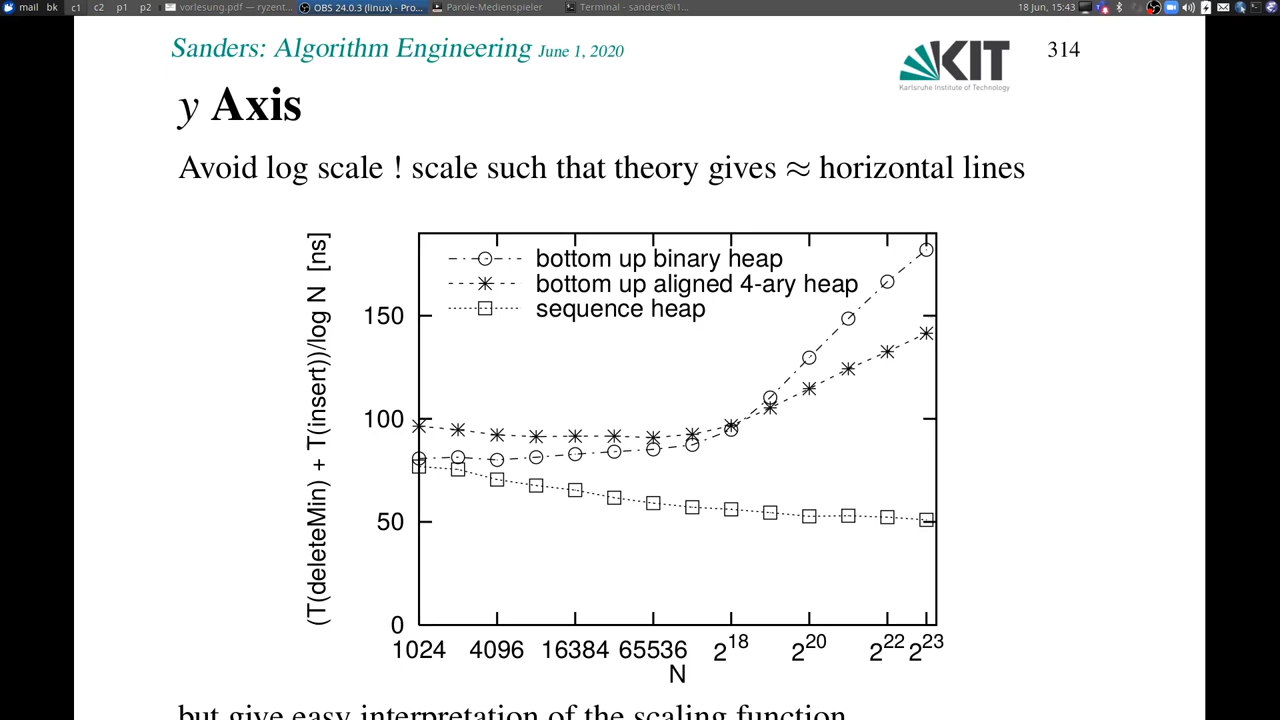 mail bk c1 c2 p1 p2 vorlesung.pdf — ryzent... OBS 24.0.3 (linux) - Pro... Parole-Medienspieler Terminal - sanders@i1... 18 Jun, 15:43
Sanders: Algorithm Engineering June 1, 2020
KIT
Karlsruhe Institute of Technology
314
y Axis
Avoid log scale ! scale such that theory gives ≈ horizontal lines
(T(deleteMin) + T(insert))/log N [ns]
bottom up binary heap
bottom up aligned 4-ary heap
sequence heap
150
100
50
0
1024 4096 16384 65536 2^18 2^20 2^22 2^23
N
but give easy interpretation of the scaling function